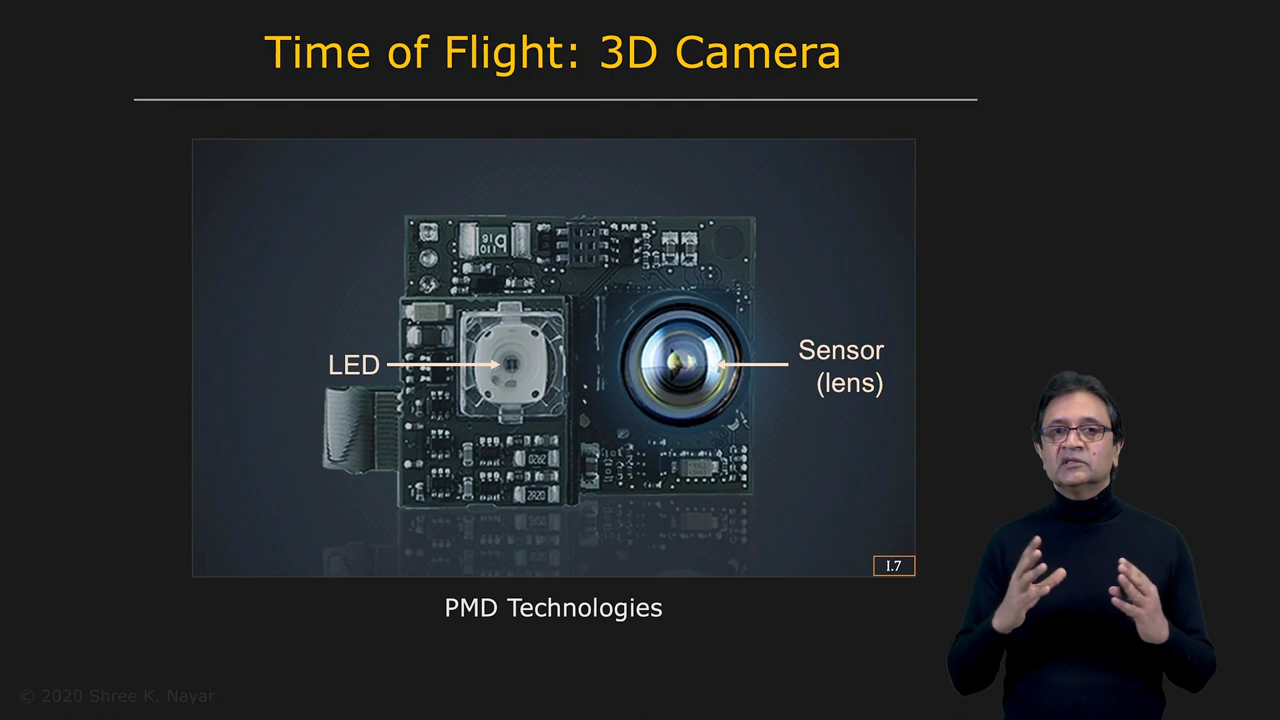 Time of Flight: 3D Camera
LED
Sensor
(lens)
I.7
PMD Technologies
© 2020 Shree K. Nayar